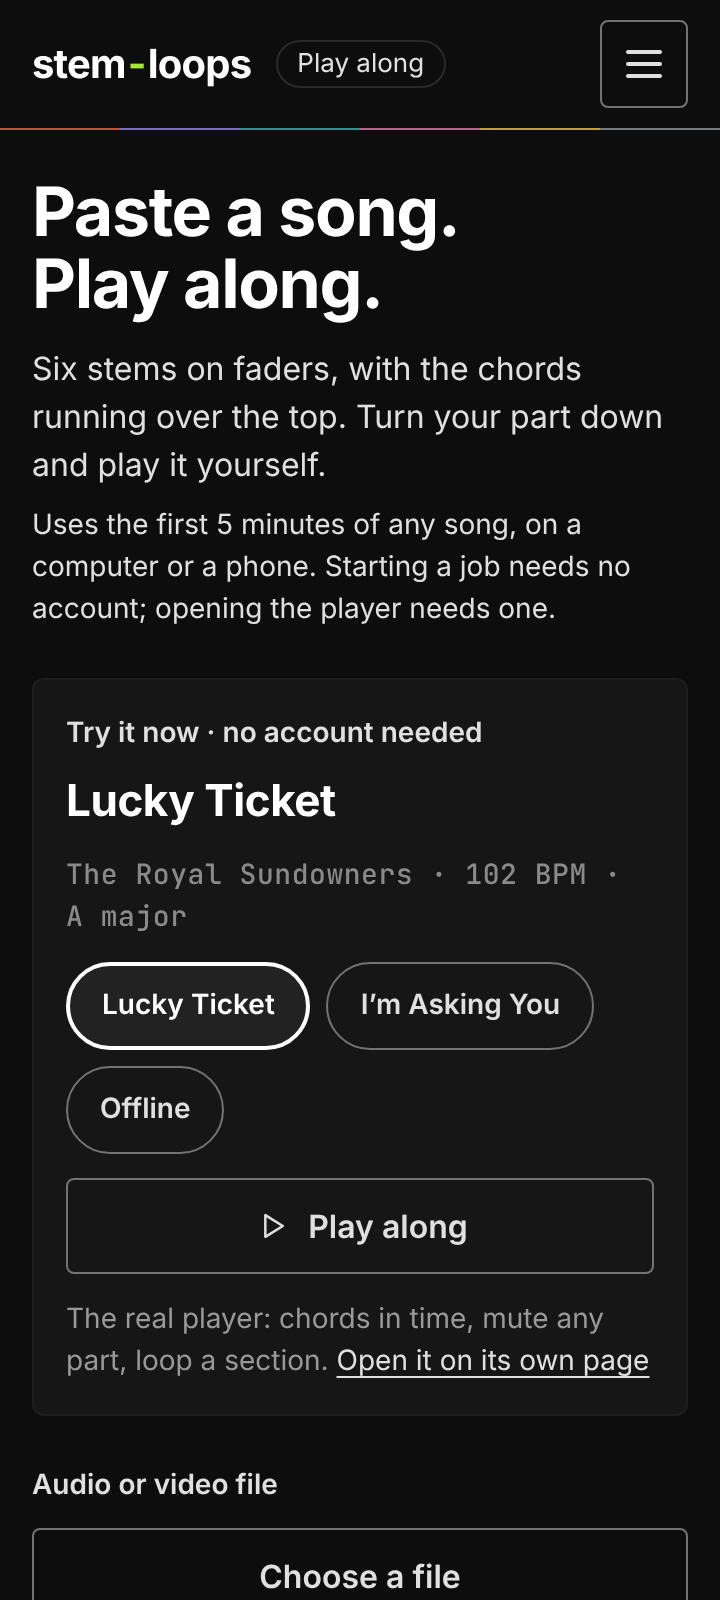 stem-loops Play along
Paste a song.
Play along.
Six stems on faders, with the chords
running over the top. Turn your part down
and play it yourself.
Uses the first 5 minutes of any song, on a
computer or a phone. Starting a job needs no
account; opening the player needs one.
Try it now · no account needed
Lucky Ticket
The Royal Sundowners · 102 BPM ·
A major
Lucky Ticket I’m Asking You
Offline
Play along
The real player: chords in time, mute any
part, loop a section. Open it on its own page
Audio or video file
Choose a file